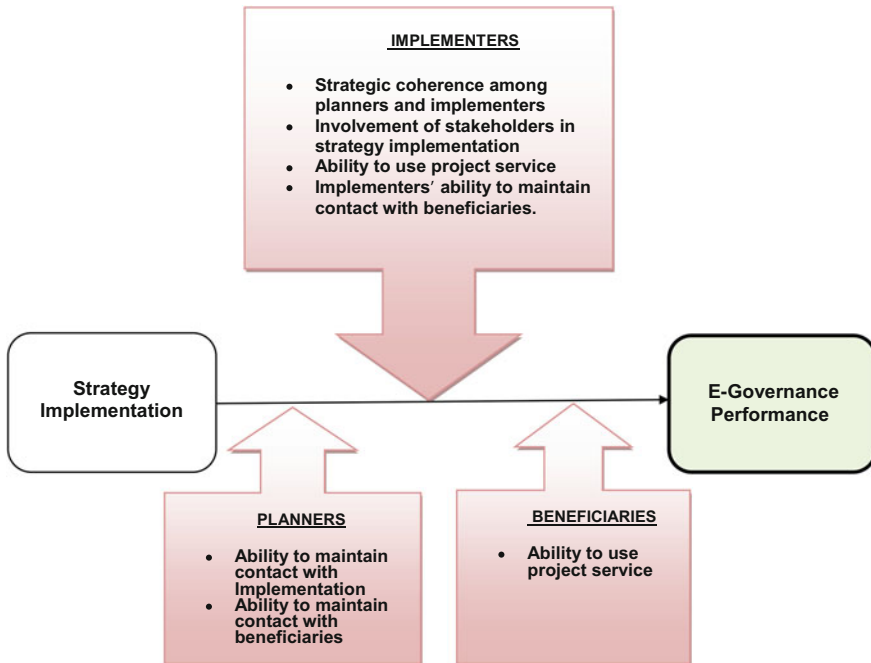 IMPLEMENTERS
• Strategic coherence among
planners and implementers
• Involvement of stakeholders in
strategy implementation
• Ability to use project service
• Implementers′ ability to maintain
contact with beneficiaries.
Strategy
Implementation
E-Governance
Performance
PLANNERS
• Ability to maintain
contact with
Implementation
• Ability to maintain
contact with
beneficiaries
BENEFICIARIES
• Ability to use
project service